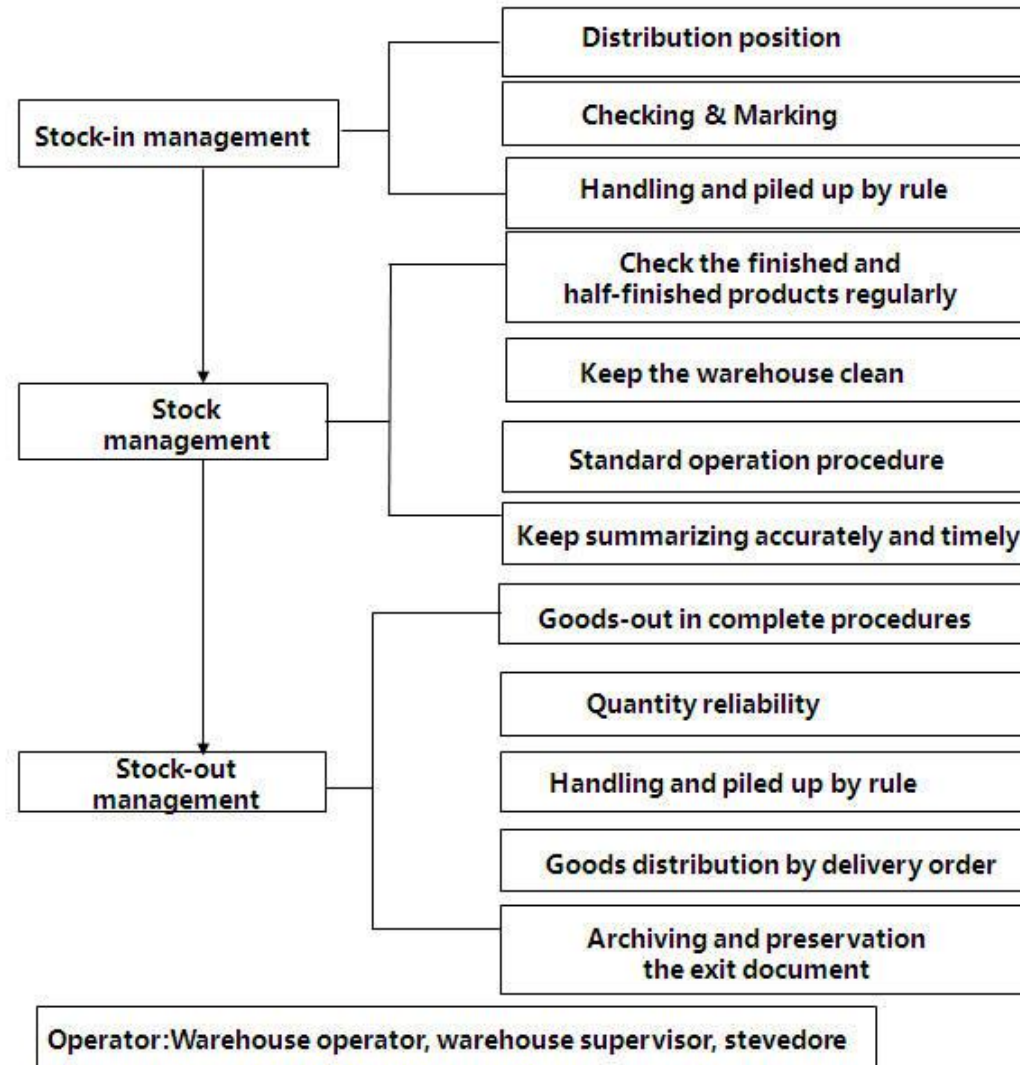 Distribution position
Stock-in management
Checking & Marking
Handling and piled up by rule
Check the finished and
half-finished products regularly
Keep the warehouse clean
Stock
management
Standard operation procedure
Keep summarizing accurately and timely
Goods-out in complete procedures
Quantity reliability
Stock-out
management
Handling and piled up by rule
Goods distribution by delivery order
Archiving and preservation
the exit document
Operator:Warehouse operator, warehouse supervisor, stevedore